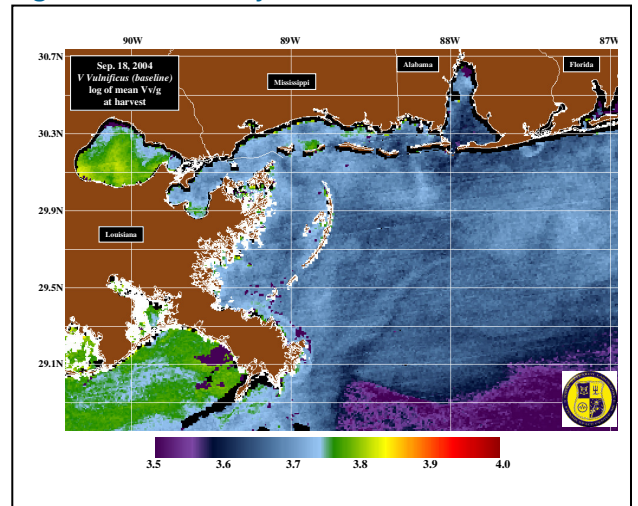 90W 89W 88W 87W
30.7N
Sep. 18, 2004
V Vulnificus (baseline)
log of mean Vv/g
at harvest
Mississippi
Alabama
Florida
30.3N
29.9N
Louisiana
29.5N
29.1N
3.5 3.6 3.7 3.8 3.9 4.0